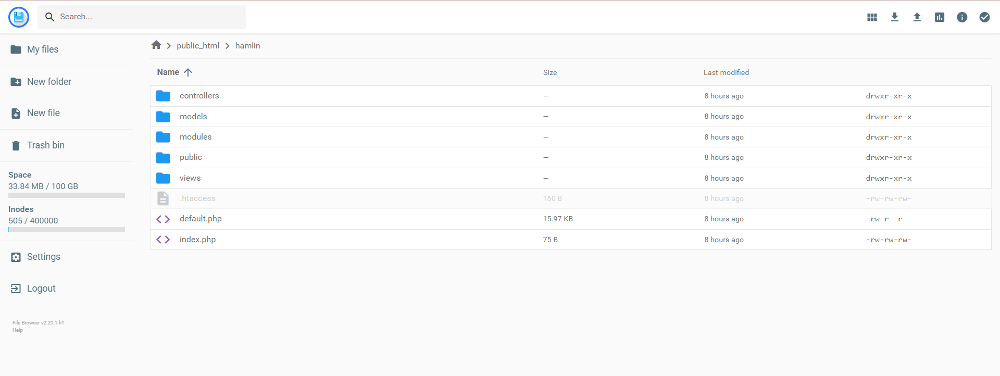 Search...
My files
New folder
New file
Trash bin
Space
33.84 MB / 100 GB
Inodes
505 / 400000
Settings
Logout
File Browser v2.21.1-h1
Help
public_html hamlin
Name Size Last modified
controllers — 8 hours ago drwxr-xr-x
models — 8 hours ago drwxr-xr-x
modules — 8 hours ago drwxr-xr-x
public — 8 hours ago drwxr-xr-x
views — 8 hours ago drwxr-xr-x
.htaccess 160 B 8 hours ago -rw-rw-rw-
default.php 15.97 KB 8 hours ago -rw-r--r--
index.php 75 B 8 hours ago -rw-rw-rw-